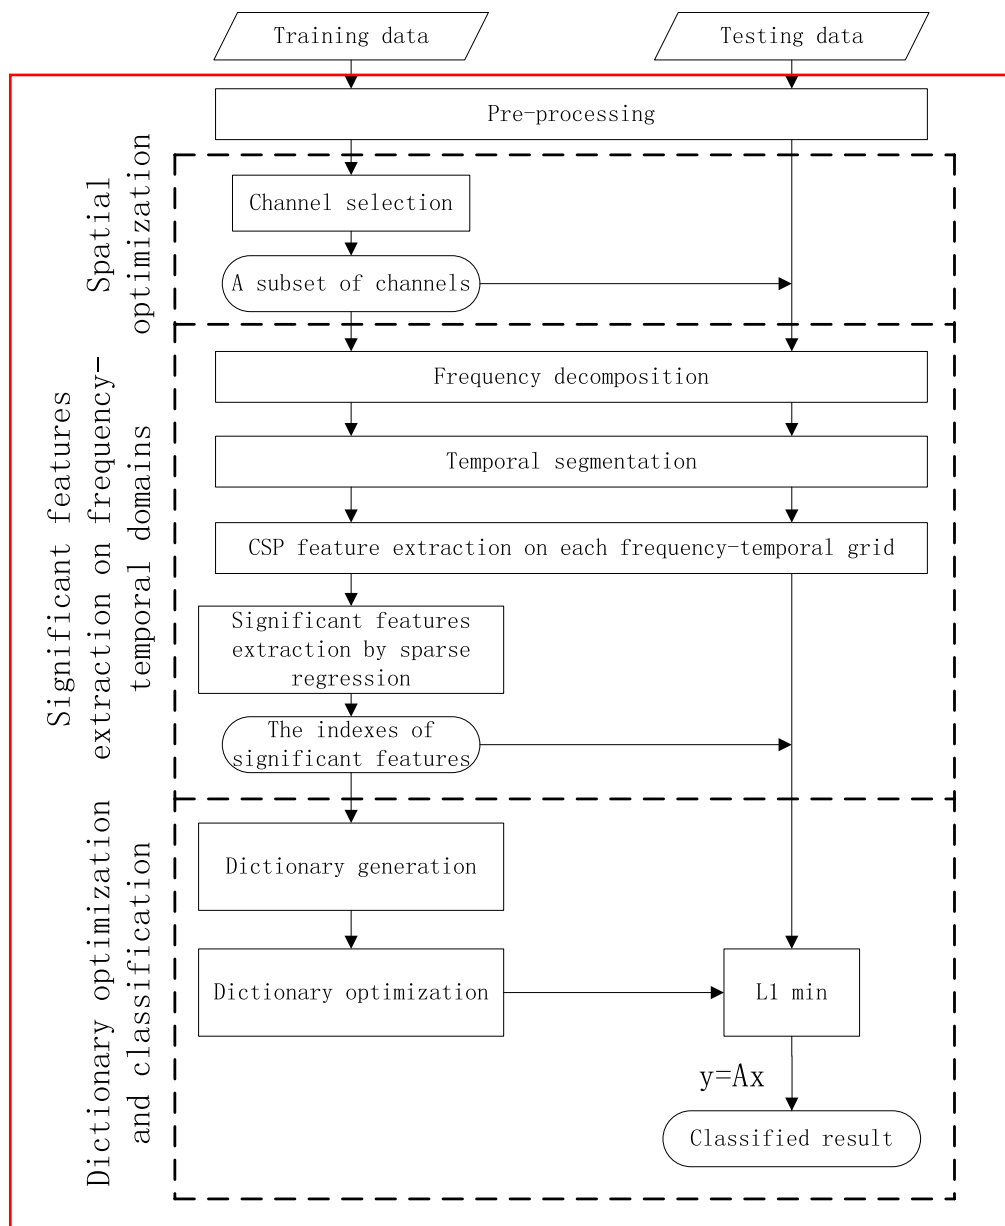 Training data
Testing data
Pre-processing
Spatial
optimization
Channel selection
A subset of channels
Significant features
extraction on frequency-
temporal domains
Frequency decomposition
Temporal segmentation
CSP feature extraction on each frequency-temporal grid
Significant features
extraction by sparse
regression
The indexes of
significant features
Dictionary optimization
and classification
Dictionary generation
Dictionary optimization
L1 min
y=Ax
Classified result